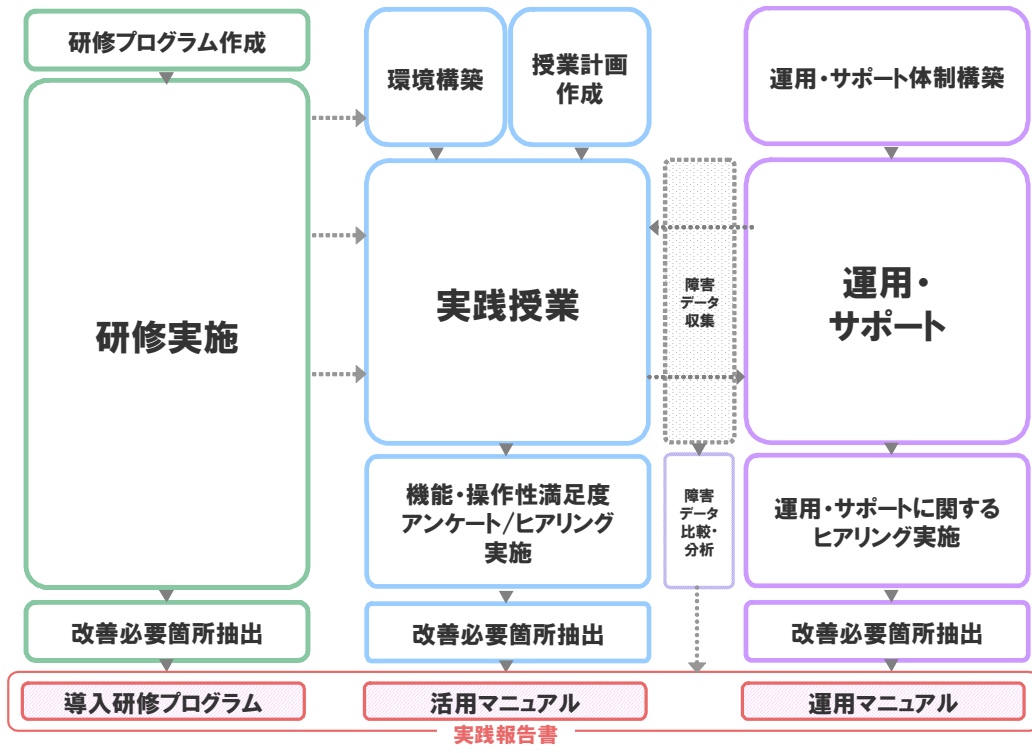 研修プログラム作成
研修実施
改善必要箇所抽出
導入研修プログラム
環境構築
授業計画
作成
実践授業
機能・操作性満足度
アンケート/ヒアリング
実施
改善必要箇所抽出
活用マニュアル
障害
データ
収集
障害
データ
比較・
分析
運用・サポート体制構築
運用・
サポート
運用・サポートに関する
ヒアリング実施
改善必要箇所抽出
運用マニュアル
実践報告書